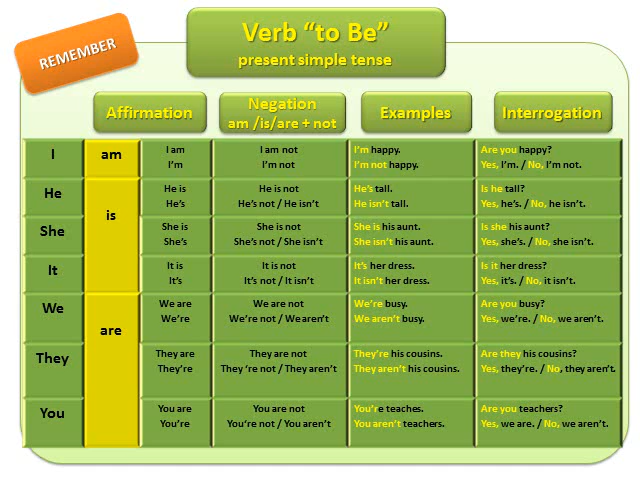 REMEMBER
Verb “to Be”
present simple tense
Affirmation
Negation
am /is/are + not
Examples
Interrogation
I
am
I am
I'm
I am not
I'm not
I'm happy.
I'm not happy.
Are you happy?
Yes, I'm. / No, I'm not.
He
is
He is
He's
He is not
He's not / He isn't
He's tall.
He isn't tall.
Is he tall?
Yes, he's. / No, he isn't.
She
She is
She's
She is not
She's not / She isn't
She is his aunt.
She isn't his aunt.
Is she his aunt?
Yes, she's. / No, she isn't.
It
It is
It's
It is not
It's not / It isn't
It's her dress.
It isn't her dress.
Is it her dress?
Yes, it's. / No, it isn't.
We
are
We are
We're
We are not
We're not / We aren't
We're busy.
We aren't busy.
Are you busy?
Yes, we're. / No, we aren't.
They
They are
They're
They are not
They 're not / They aren't
They're his cousins.
They aren't his cousins.
Are they his cousins?
Yes, they're. / No, they aren't.
You
You are
You're
You are not
You're not / You aren't
You'r e teaches.
You aren't teachers.
Are you teachers?
Yes, we are. / No, we aren't.